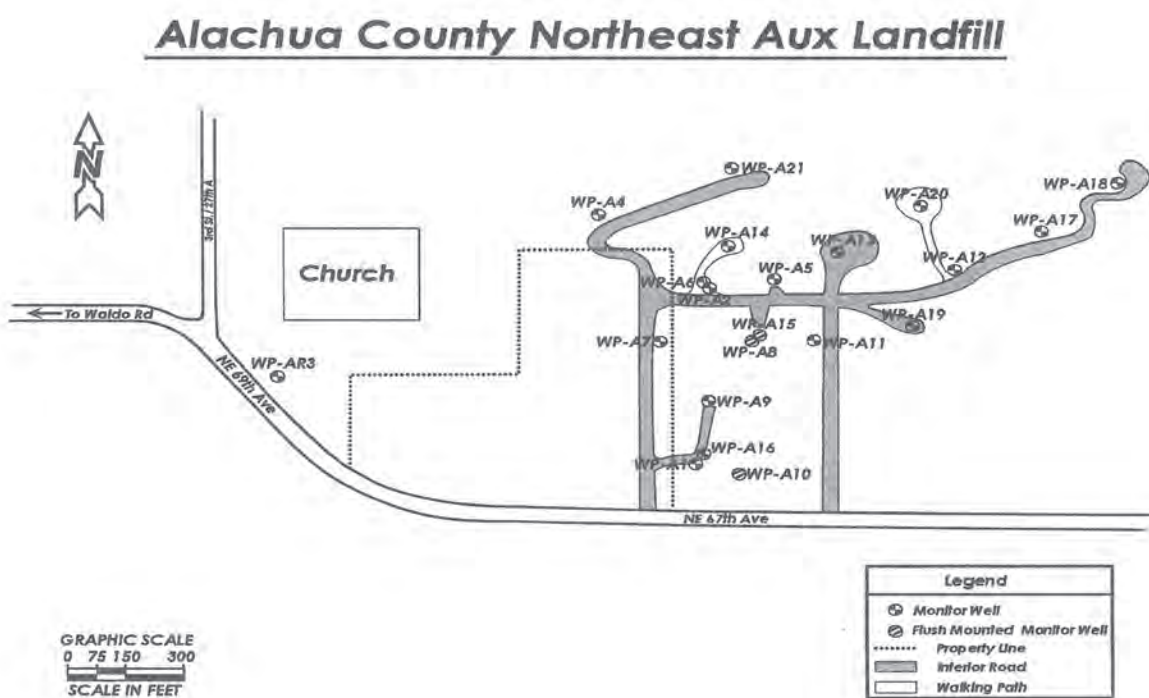 Alachua County Northeast Aux Landfill
N
3rd St. / 27th A
Church
To Waldo Rd
NE 69th Ave
WP-AR3
WP-A21
WP-A4
WP-A14
WP-A20
WP-A18
WP-A17
WP-A13
WP-A12
WP-A6
WP-A2
WP-A5
WP-A15
WP-A8
WP-A7
WP-A11
WP-A19
WP-A9
WP-A16
WP-A1
WP-A10
NE 67th Ave
GRAPHIC SCALE
0 75 150 300
SCALE IN FEET
Legend
Monitor Well
Flush Mounted Monitor Well
Property Line
Interior Road
Walking Path